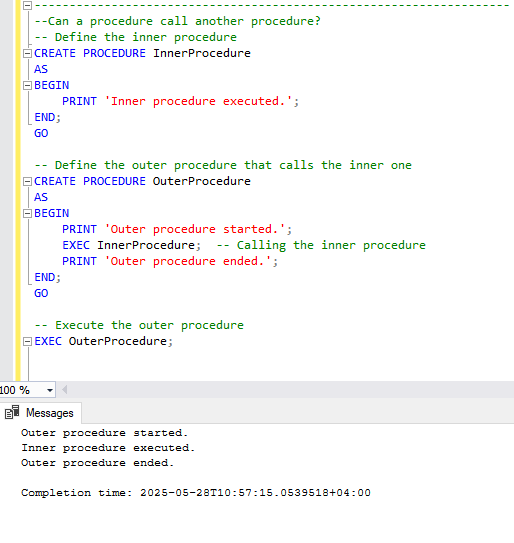 --------------------------------------------------------------------
--Can a procedure call another procedure?
-- Define the inner procedure
CREATE PROCEDURE InnerProcedure
AS
BEGIN
    PRINT 'Inner procedure executed.';
END;
GO

-- Define the outer procedure that calls the inner one
CREATE PROCEDURE OuterProcedure
AS
BEGIN
    PRINT 'Outer procedure started.';
    EXEC InnerProcedure;  -- Calling the inner procedure
    PRINT 'Outer procedure ended.';
END;
GO

-- Execute the outer procedure
EXEC OuterProcedure;
100 %
Messages
Outer procedure started.
Inner procedure executed.
Outer procedure ended.

Completion time: 2025-05-28T10:57:15.0539518+04:00